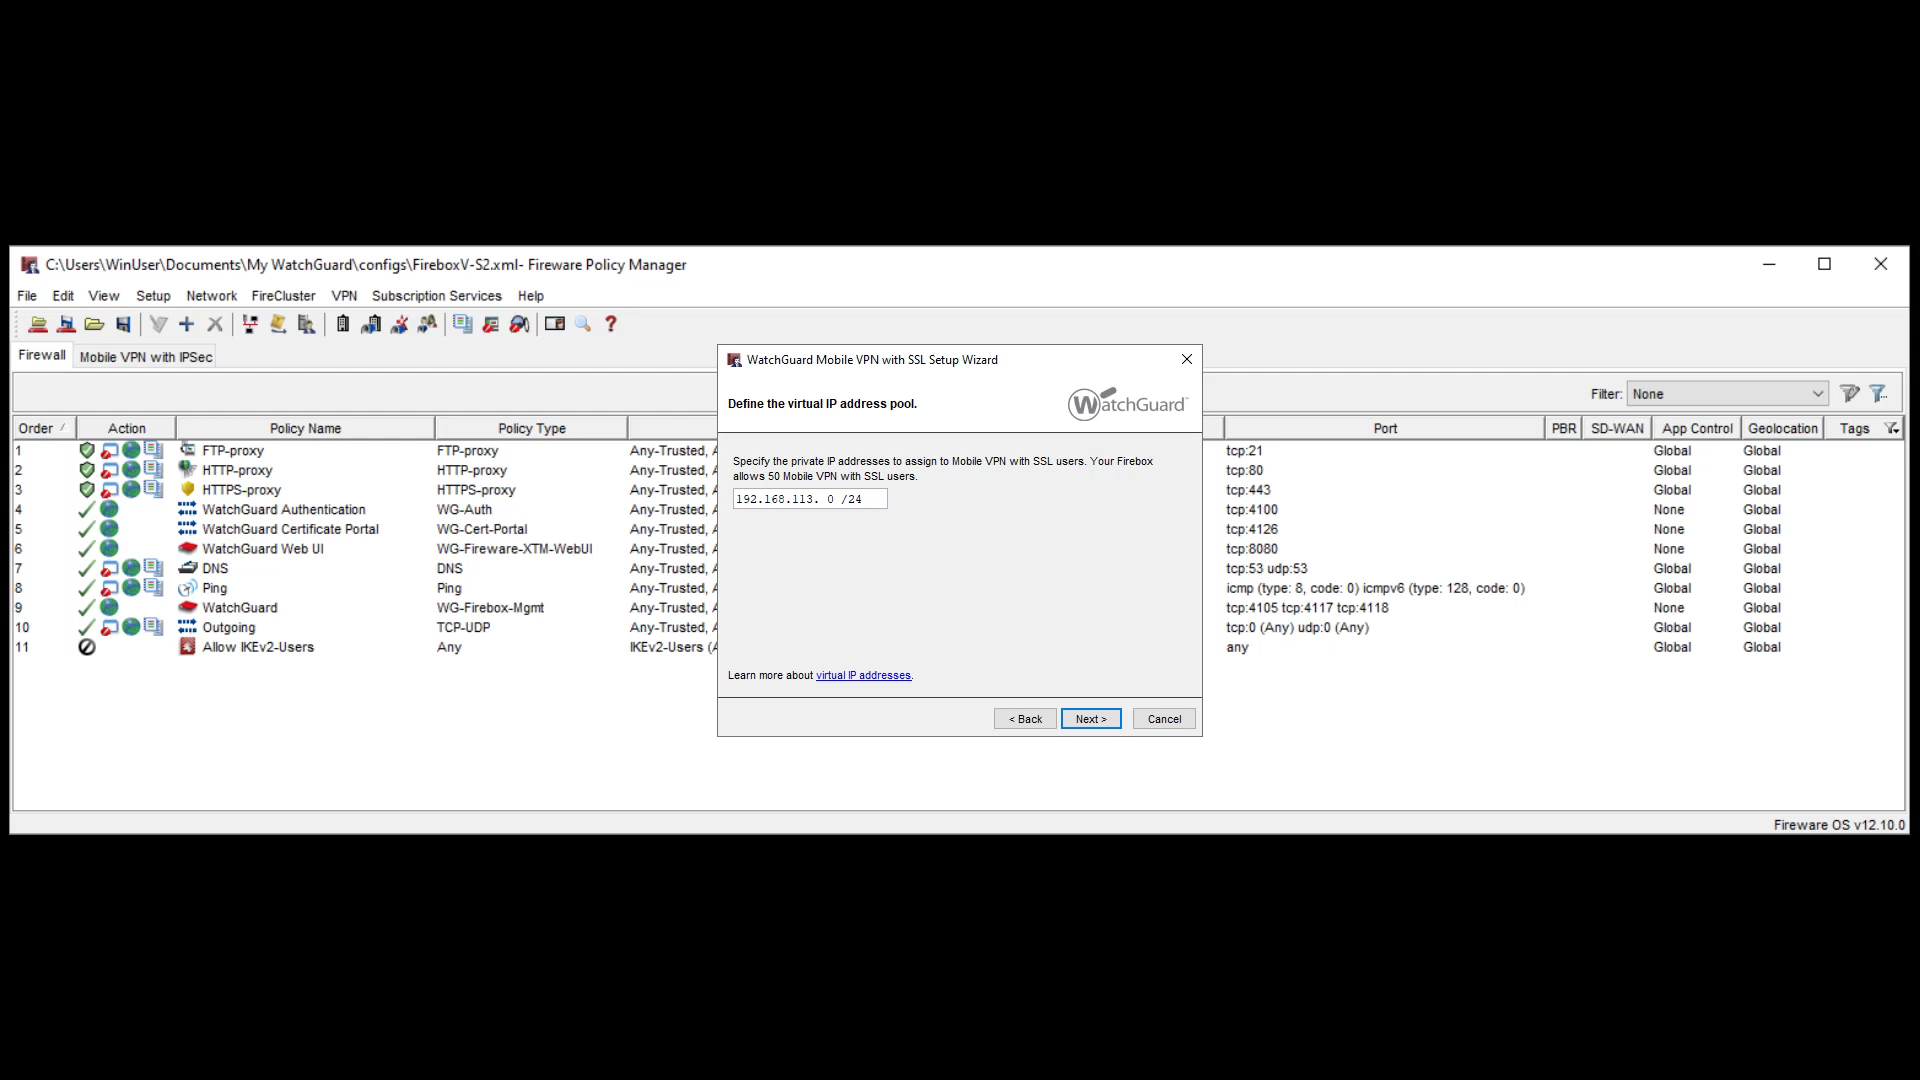 C:\Users\WinUser\Documents\My WatchGuard\configs\FireboxV-S2.xml- Fireware Policy Manager
File Edit View Setup Network FireCluster VPN Subscription Services Help
Firewall Mobile VPN with IPSec
Filter: None
Order / Action Policy Name Policy Type Port PBR SD-WAN App Control Geolocation Tags
1 FTP-proxy FTP-proxy Any-Trusted, A tcp:21 Global Global
2 HTTP-proxy HTTP-proxy Any-Trusted, A tcp:80 Global Global
3 HTTPS-proxy HTTPS-proxy Any-Trusted, A tcp:443 Global Global
4 WatchGuard Authentication WG-Auth Any-Trusted, A tcp:4100 None Global
5 WatchGuard Certificate Portal WG-Cert-Portal Any-Trusted, A tcp:4126 None Global
6 WatchGuard Web UI WG-Fireware-XTM-WebUI Any-Trusted, A tcp:8080 None Global
7 DNS DNS Any-Trusted, A tcp:53 udp:53 Global Global
8 Ping Ping Any-Trusted, A icmp (type: 8, code: 0) icmpv6 (type: 128, code: 0) Global Global
9 WatchGuard WG-Firebox-Mgmt Any-Trusted, A tcp:4105 tcp:4117 tcp:4118 None Global
10 Outgoing TCP-UDP Any-Trusted, A tcp:0 (Any) udp:0 (Any) Global Global
11 Allow IKEv2-Users Any IKEv2-Users (A any Global Global
WatchGuard Mobile VPN with SSL Setup Wizard
Define the virtual IP address pool.
WatchGuard
Specify the private IP addresses to assign to Mobile VPN with SSL users. Your Firebox
allows 50 Mobile VPN with SSL users.
192.168.113. 0 /24
Learn more about virtual IP addresses.
< Back Next > Cancel
Fireware OS v12.10.0